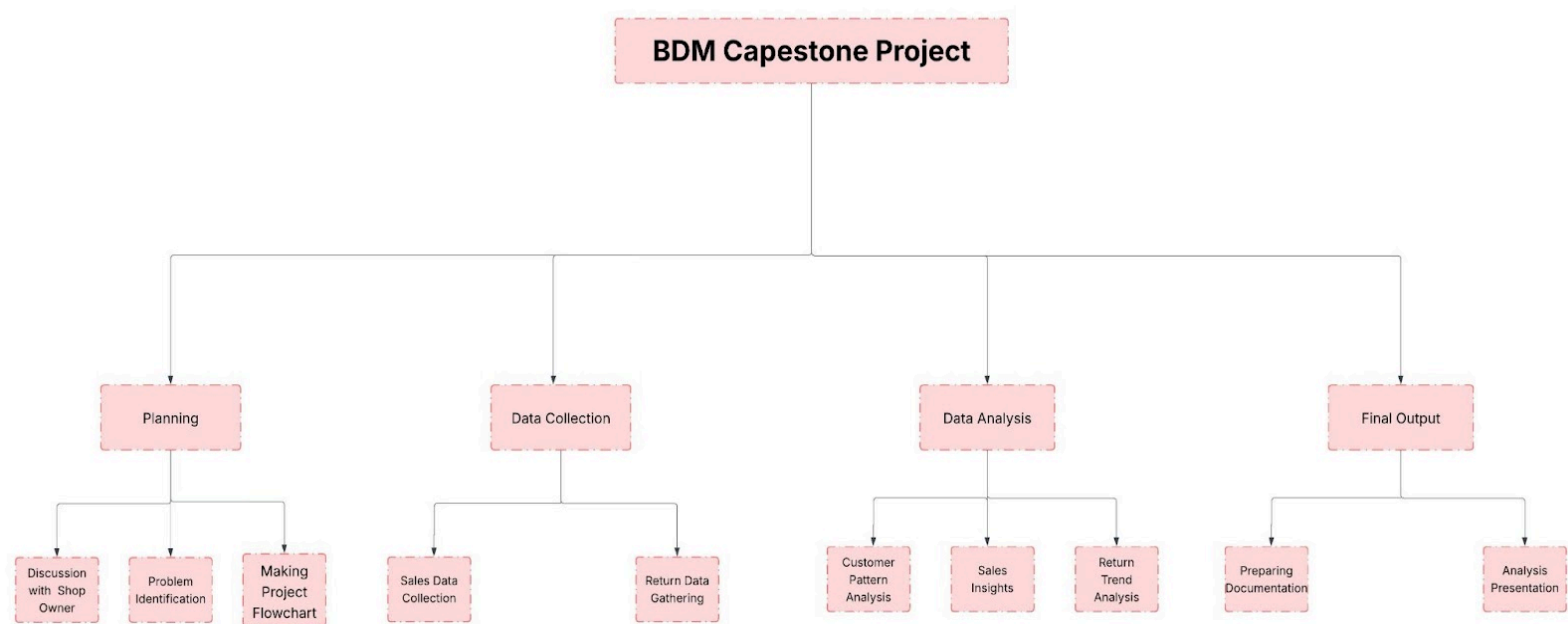 BDM Capestone Project
Planning
Data Collection
Data Analysis
Final Output
Discussion
with Shop
Owner
Problem
Identification
Making
Project
Flowchart
Sales Data
Collection
Return Data
Gathering
Customer
Pattern
Analysis
Sales
Insights
Return
Trend
Analysis
Preparing
Documentation
Analysis
Presentation